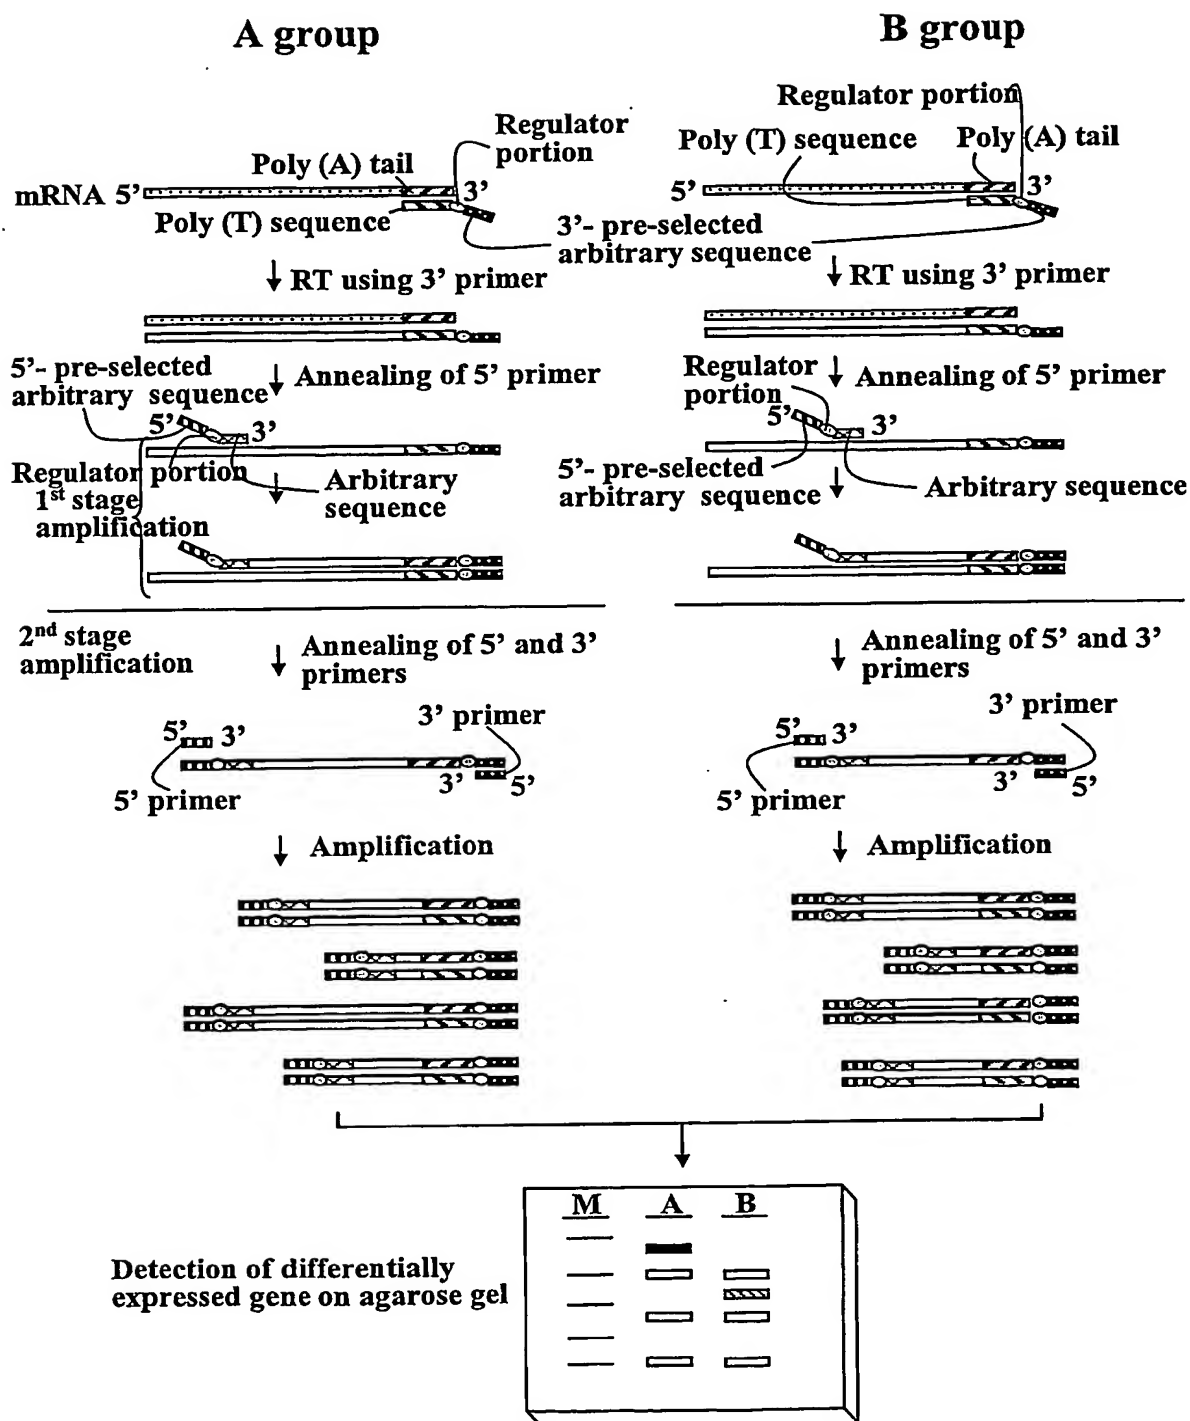 A group
B group
Regulator portion
Regulator
portion
Poly (A) tail
Poly (T) sequence
Poly (A) tail
mRNA 5’
3’
5’
3’
Poly (T) sequence
3’- pre-selected
arbitrary sequence
RT using 3’ primer
RT using 3’ primer
5’- pre-selected
arbitrary sequence
Annealing of 5’ primer
Regulator
portion
Annealing of 5’ primer
5’
3’
5’
3’
Regulator portion
1st stage
amplification
Arbitrary
sequence
5’- pre-selected
arbitrary sequence
Arbitrary sequence
2nd stage
amplification
Annealing of 5’ and 3’
primers
Annealing of 5’ and 3’
primers
3’ primer
3’ primer
5’
3’
5’
3’
3’
5’
3’
5’
5’ primer
5’ primer
Amplification
Amplification
M
A
B
Detection of differentially
expressed gene on agarose gel